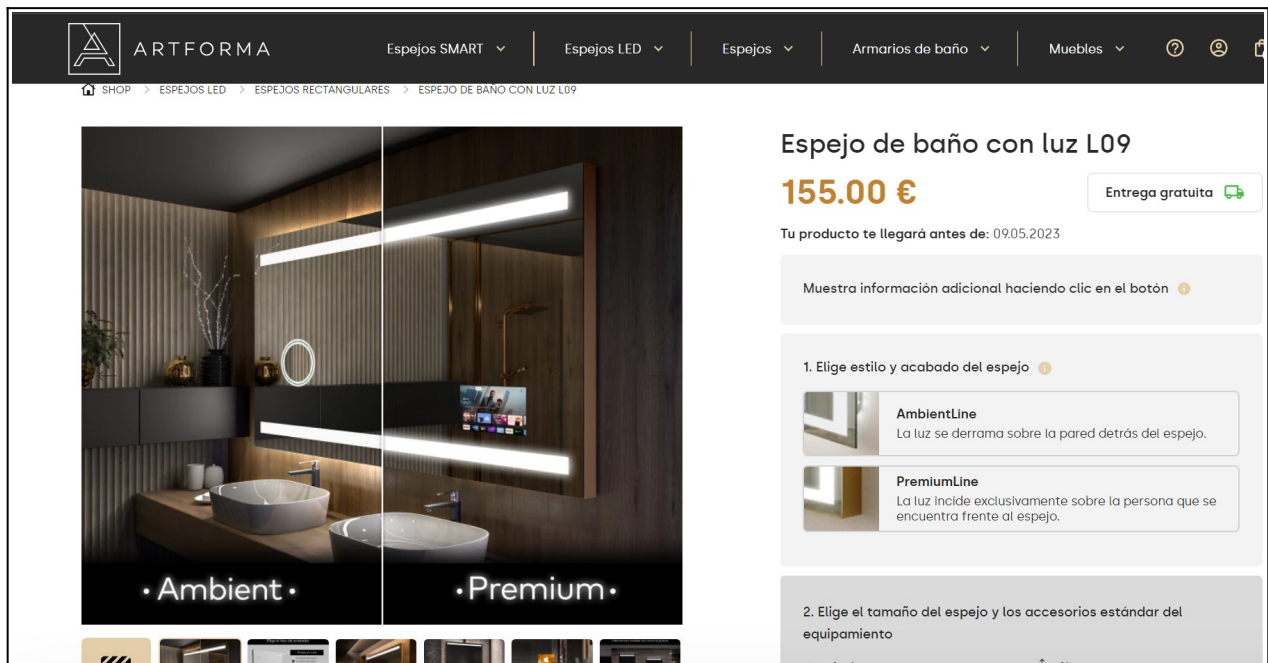 ARTFORMA
Espejos SMART
Espejos LED
Espejos
Armarios de baño
Muebles
SHOP > ESPEJOS LED > ESPEJOS RECTANGULARES > ESPEJO DE BAÑO CON LUZ L09
• Ambient •
• Premium •
Espejo de baño con luz L09
155.00 €
Entrega gratuita
Tu producto te llegará antes de: 09.05.2023
Muestra información adicional haciendo clic en el botón
1. Elige estilo y acabado del espejo
AmbientLine
La luz se derrama sobre la pared detrás del espejo.
PremiumLine
La luz incide exclusivamente sobre la persona que se
encuentra frente al espejo.
2. Elige el tamaño del espejo y los accesorios estándar del
equipamiento